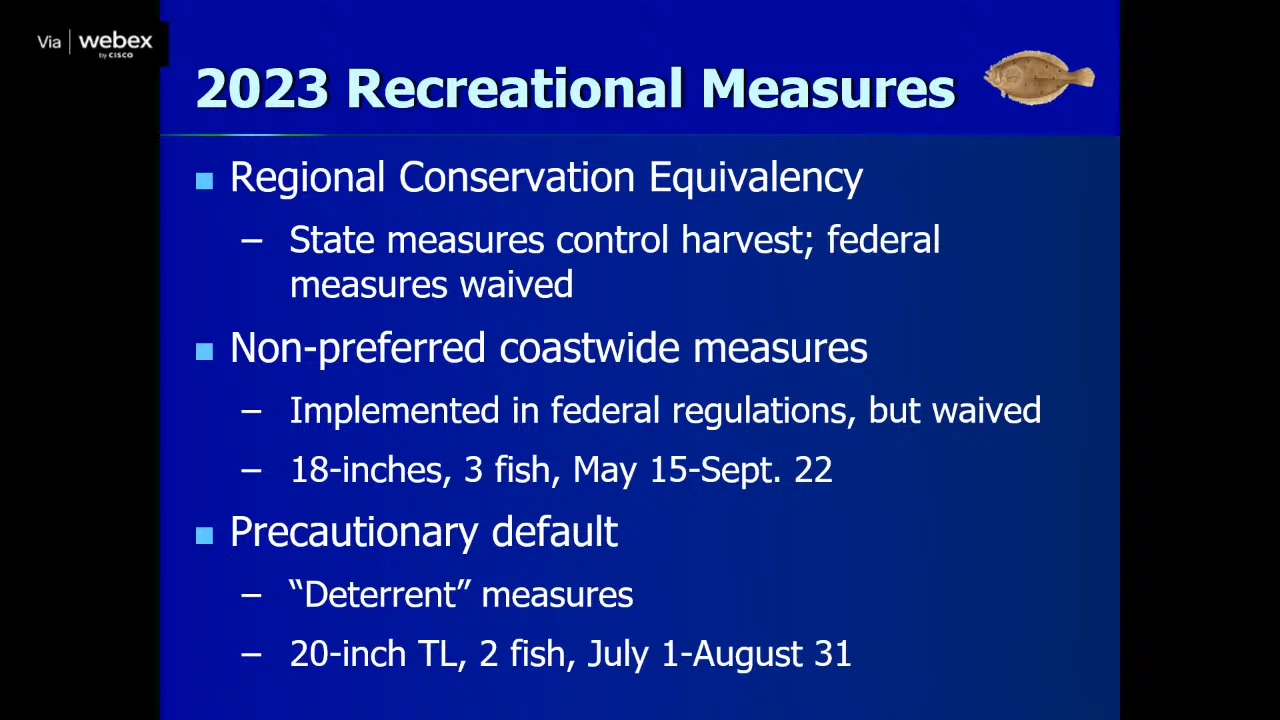 Via | webex
by CISCO
2023 Recreational Measures
■ Regional Conservation Equivalency
– State measures control harvest; federal
measures waived
■ Non-preferred coastwide measures
– Implemented in federal regulations, but waived
– 18-inches, 3 fish, May 15-Sept. 22
■ Precautionary default
– “Deterrent” measures
– 20-inch TL, 2 fish, July 1-August 31